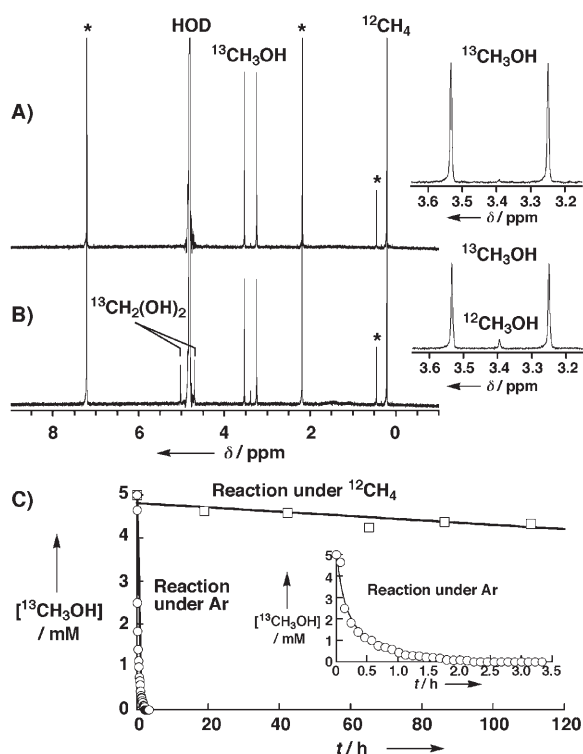 * HOD * ¹²CH₄
¹³CH₃OH
¹³CH₃OH
A)
*
3.6 3.5 3.4 3.3 3.2
δ / ppm
¹³CH₃OH
¹²CH₃OH
¹³CH₂(OH)₂
B)
*
3.6 3.5 3.4 3.3 3.2
δ / ppm
8 6 4 2 0
δ / ppm
C)
5
4
3
2
1
0
[¹³CH₃OH]
/ mM
Reaction under ¹²CH₄
Reaction
under Ar
Reaction under Ar
5
4
3
2
1
0
[¹³CH₃OH]
/ mM
0 0.5 1.0 1.5 2.0 2.5 3.0 3.5
t / h
0 20 40 60 80 100 120
t / h